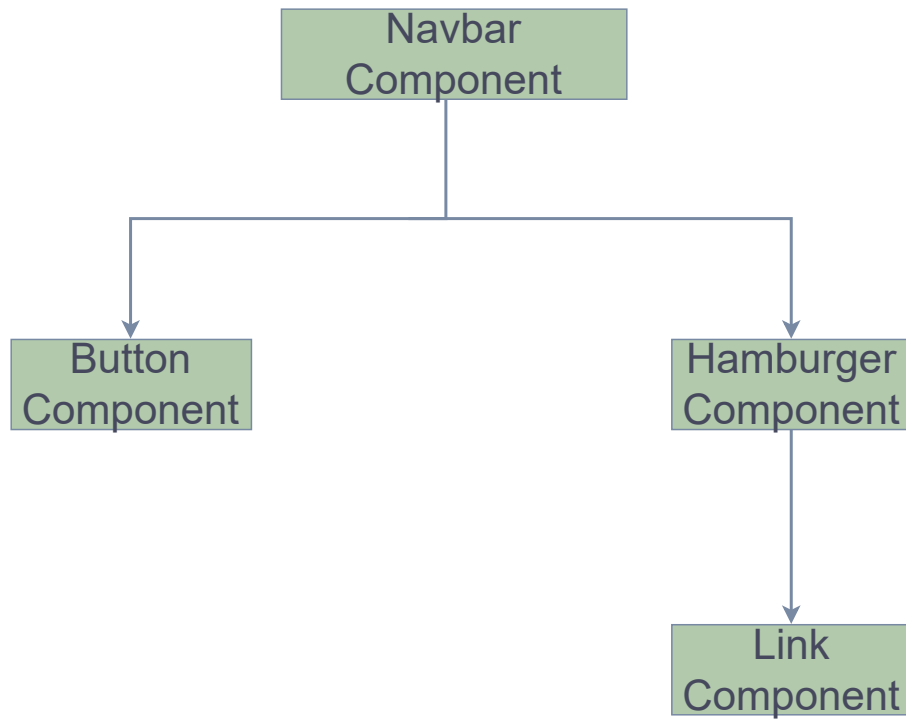 Navbar
Component
Button
Component
Hamburger
Component
Link
Component